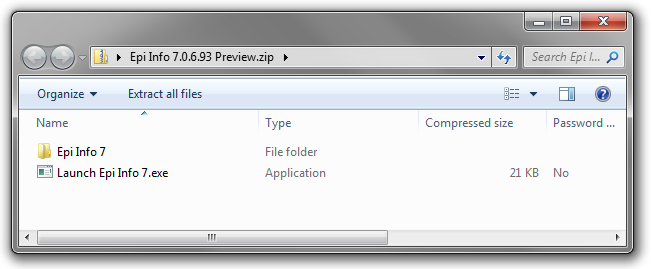 Epi Info 7.0.6.93 Preview.zip
Search Epi I...
Organize Extract all files
Name Type Compressed size Password ...
Epi Info 7 File folder
Launch Epi Info 7.exe Application 21 KB No